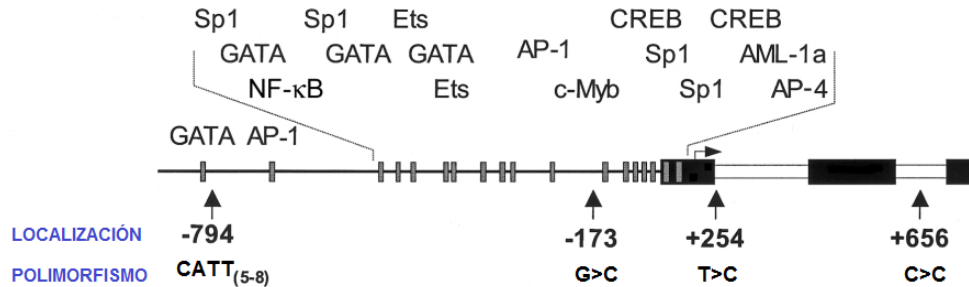 Sp1 Sp1 Ets CREB CREB
GATA GATA GATA AP-1 Sp1 AML-1a
NF-κB Ets c-Myb Sp1 AP-4
GATA AP-1
LOCALIZACIÓN -794 -173 +254 +656
POLIMORFISMO CATT(5-8) G>C T>C C>C